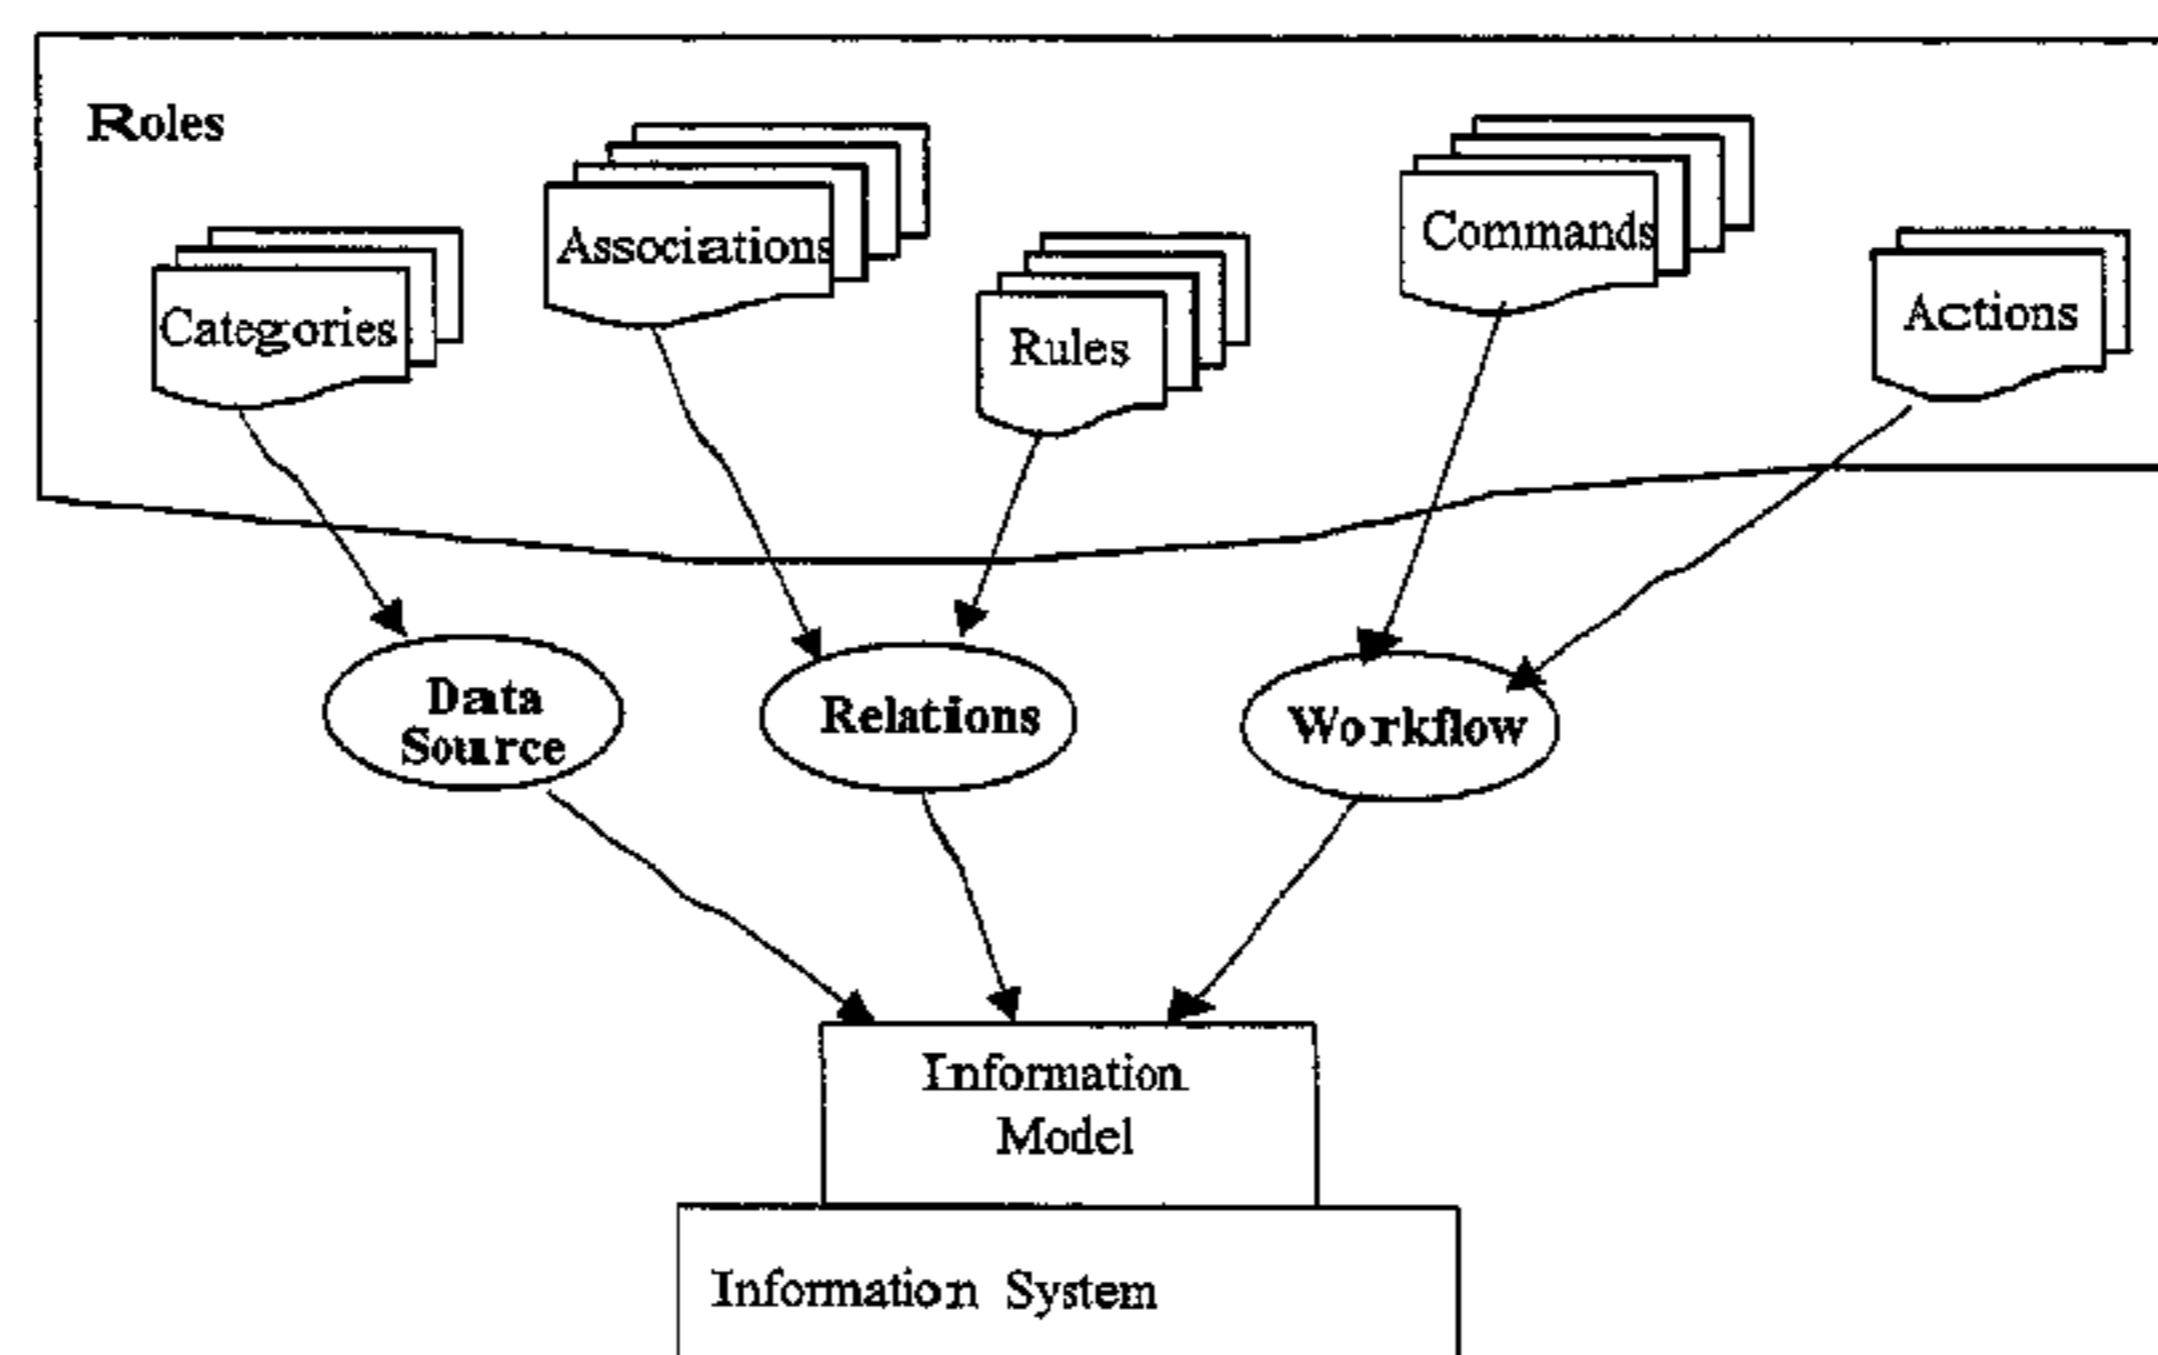 Roles
Categories
Associations
Rules
Commands
Actions
Data
Source
Relations
Workflow
Information
Model
Information System